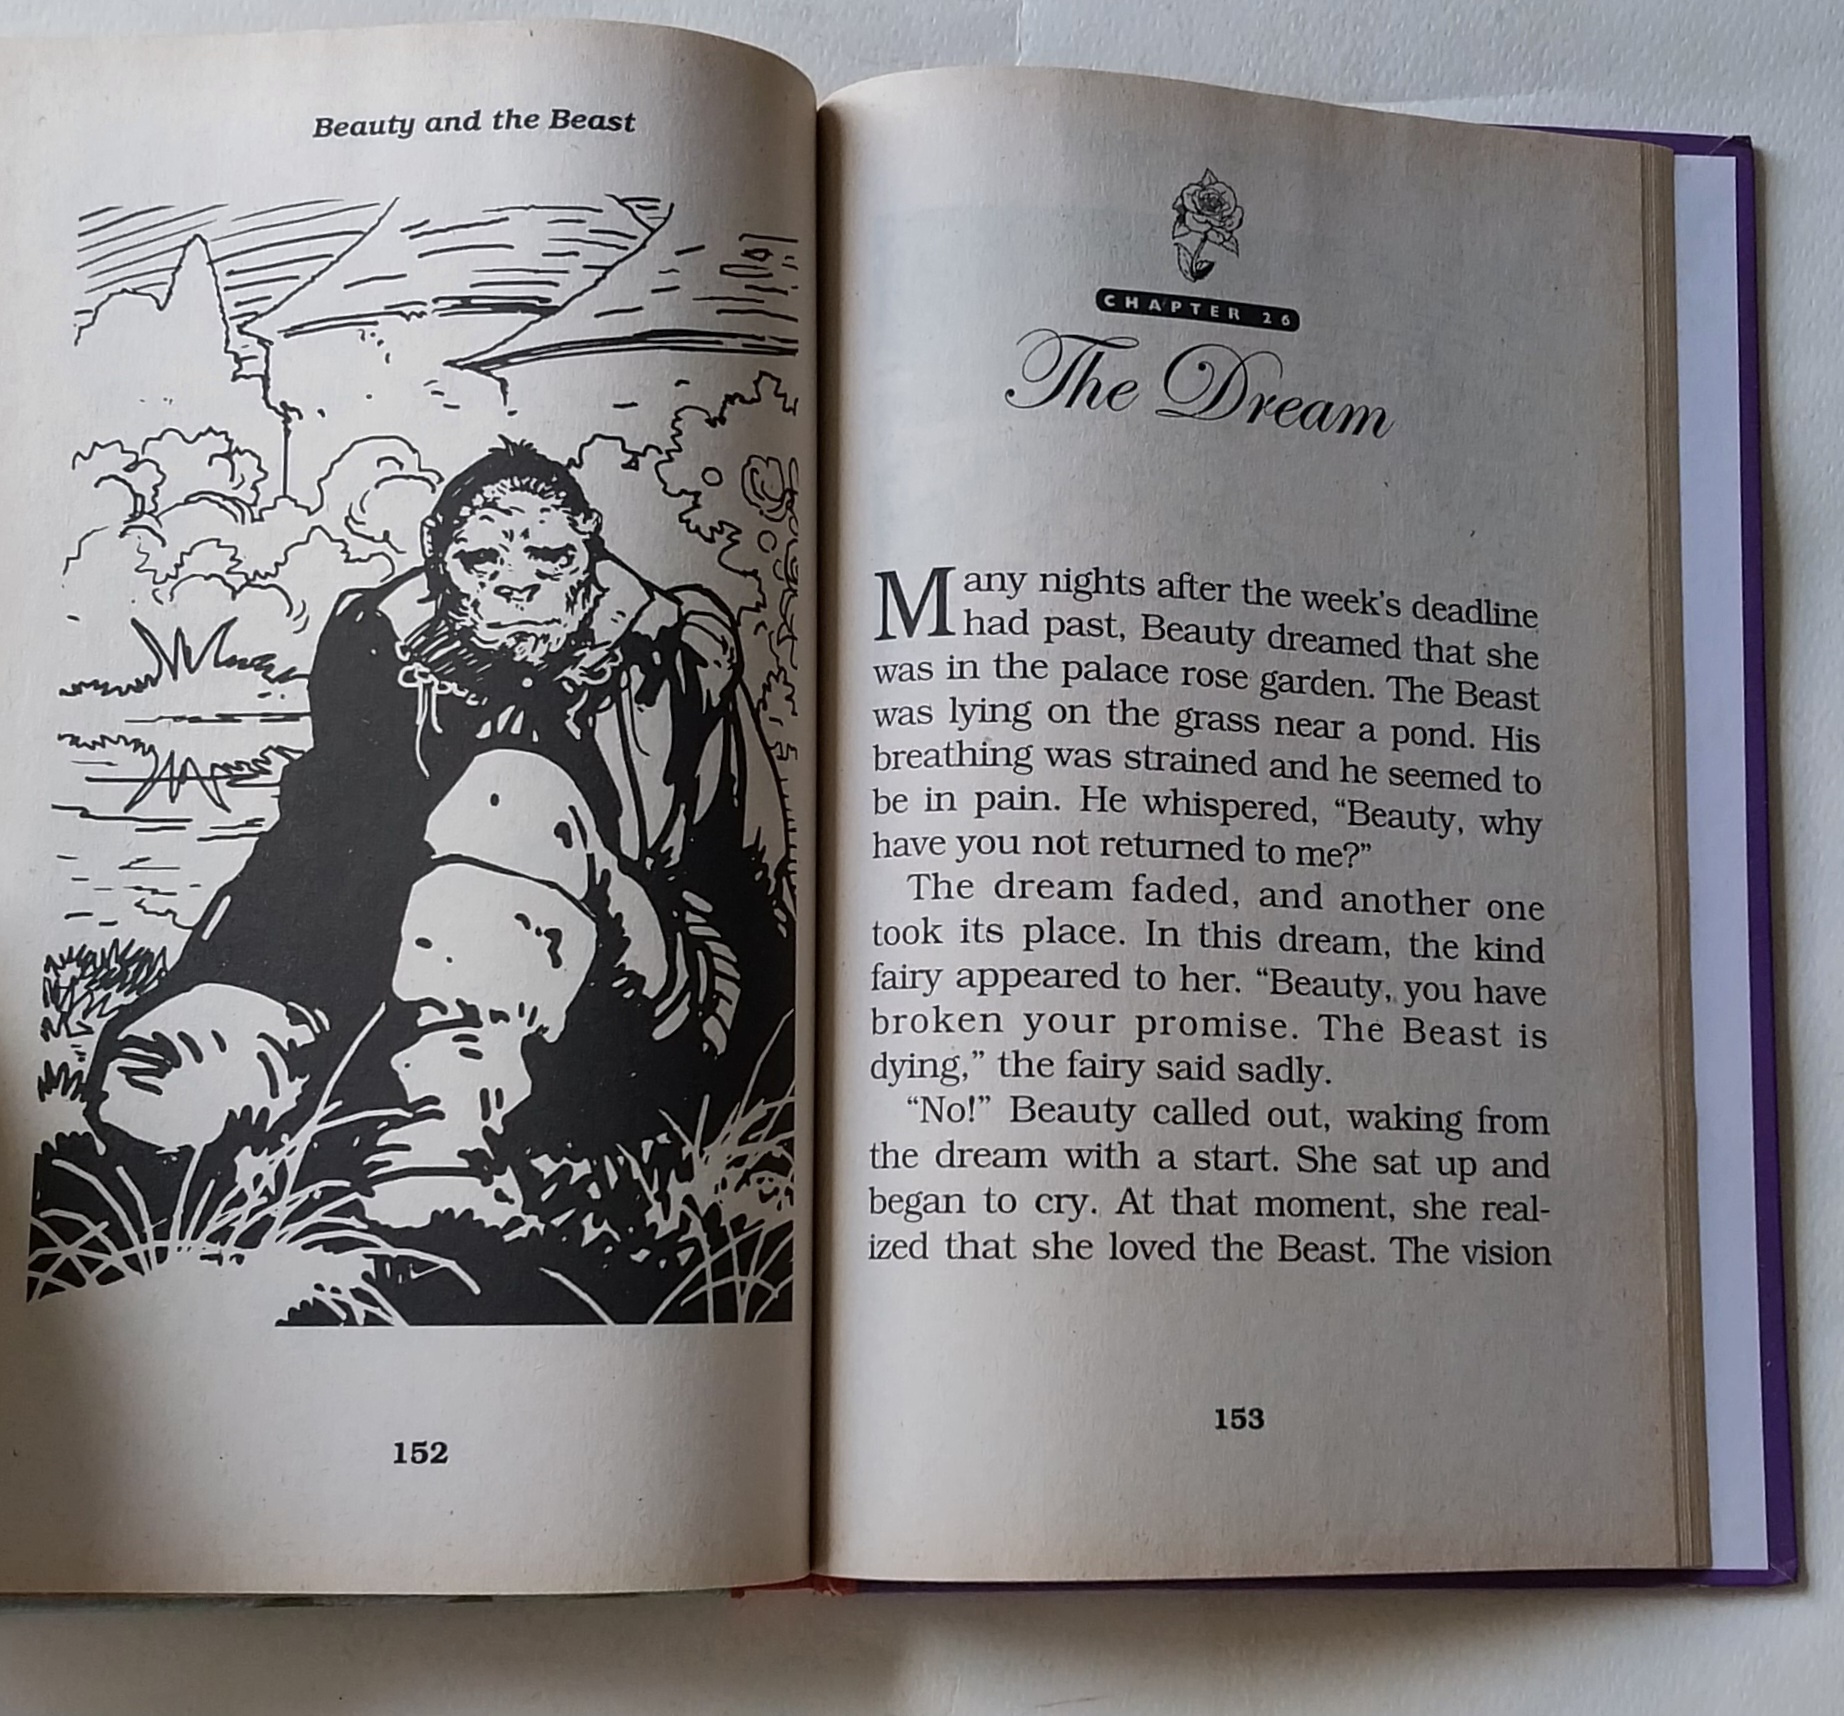 Beauty and the Beast
152
CHAPTER 26
The Dream
Many nights after the week's deadline
had past, Beauty dreamed that she
was in the palace rose garden. The Beast
was lying on the grass near a pond. His
breathing was strained and he seemed to
be in pain. He whispered, “Beauty, why
have you not returned to me?”
The dream faded, and another one
took its place. In this dream, the kind
fairy appeared to her. “Beauty, you have
broken your promise. The Beast is
dying,” the fairy said sadly.
“No!” Beauty called out, waking from
the dream with a start. She sat up and
began to cry. At that moment, she real-
ized that she loved the Beast. The vision
153